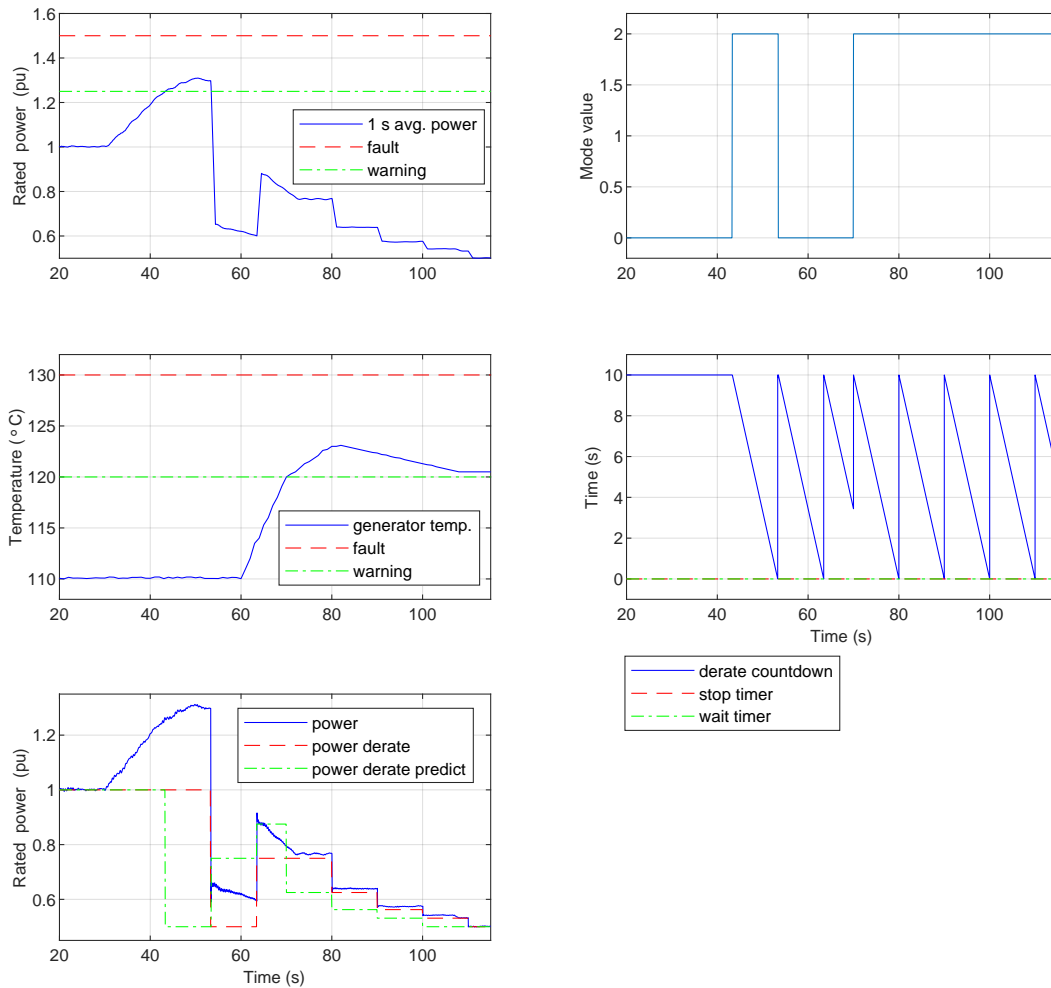 1.6
1.4
1.2
1
0.8
0.6
Rated power (pu)
1 s avg. power
fault
warning
20 40 60 80 100
2
1.5
1
0.5
0
Mode value
20 40 60 80 100
130
125
120
115
110
Temperature (°C)
generator temp.
fault
warning
20 40 60 80 100
10
8
6
4
2
0
Time (s)
20 40 60 80 100
Time (s)
derate countdown
stop timer
wait timer
1.2
1
0.8
0.6
Rated power (pu)
power
power derate
power derate predict
20 40 60 80 100
Time (s)